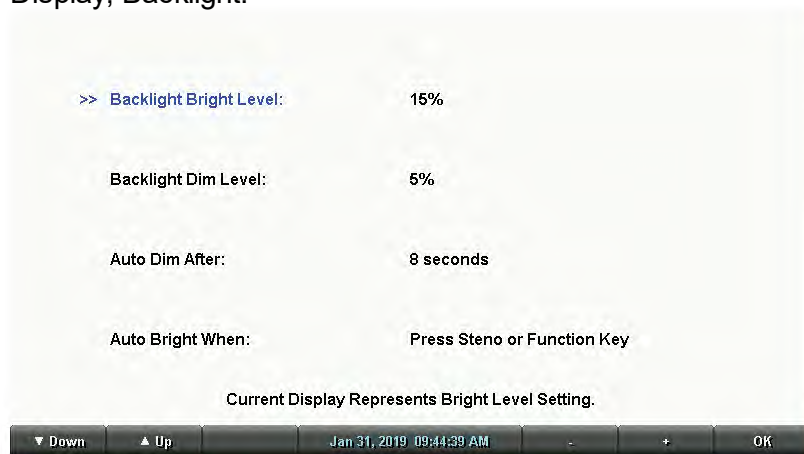 Display, Backlight.
>> Backlight Bright Level: 15%
Backlight Dim Level: 5%
Auto Dim After: 8 seconds
Auto Bright When: Press Steno or Function Key
Current Display Represents Bright Level Setting.
▼ Down ▲ Up Jan 31, 2019 09:44:39 AM - + OK